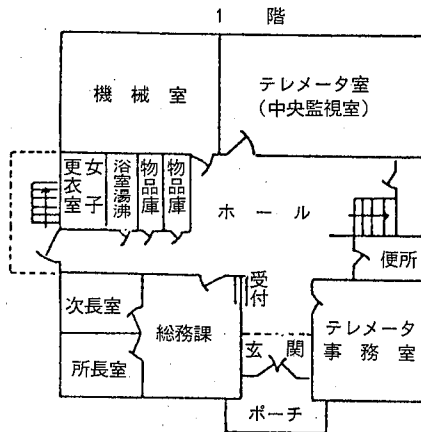 1 階
機 械 室
テレメータ室
(中央監視室)
女子
更衣室
浴室湯沸
物品庫
物品庫
ホ ー ル
便所
受付
次長室
総務課
所長室
玄 関
テレメータ
事 務 室
ポーチ